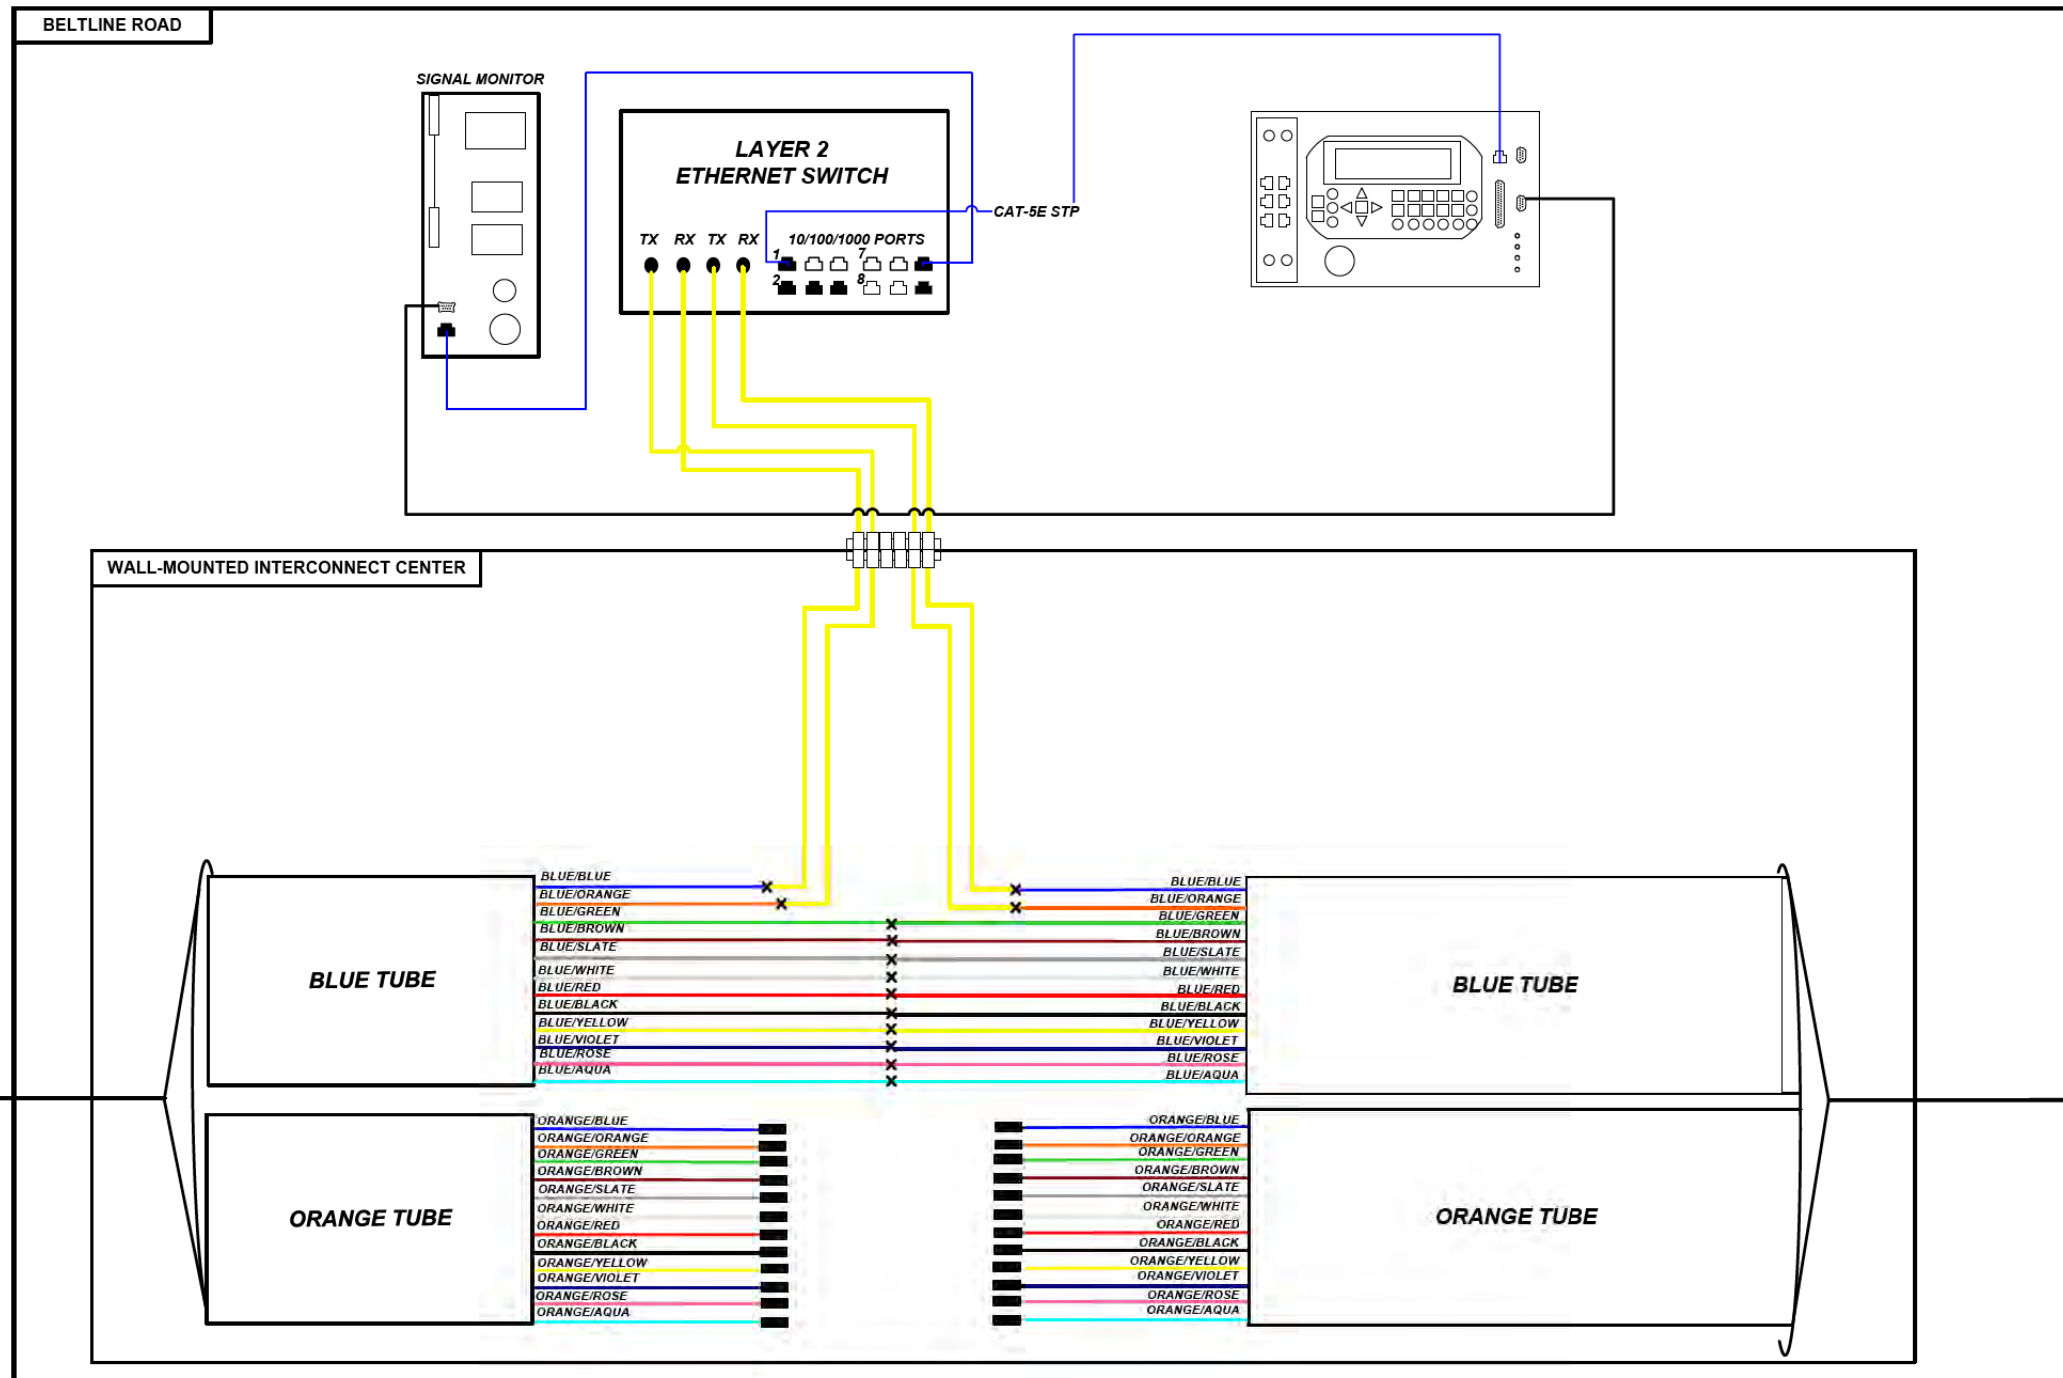 BELTLINE ROAD
SIGNAL MONITOR
LAYER 2
ETHERNET SWITCH
CAT-5E STP
TX RX TX RX 10/100/1000 PORTS
1 7
2 8
WALL-MOUNTED INTERCONNECT CENTER
BLUE TUBE
BLUE/BLUE
BLUE/ORANGE
BLUE/GREEN
BLUE/BROWN
BLUE/SLATE
BLUE/WHITE
BLUE/RED
BLUE/BLACK
BLUE/YELLOW
BLUE/VIOLET
BLUE/ROSE
BLUE/AQUA
BLUE/BLUE
BLUE/ORANGE
BLUE/GREEN
BLUE/BROWN
BLUE/SLATE
BLUE/WHITE
BLUE/RED
BLUE/BLACK
BLUE/YELLOW
BLUE/VIOLET
BLUE/ROSE
BLUE/AQUA
BLUE TUBE
ORANGE TUBE
ORANGE/BLUE
ORANGE/ORANGE
ORANGE/GREEN
ORANGE/BROWN
ORANGE/SLATE
ORANGE/WHITE
ORANGE/RED
ORANGE/BLACK
ORANGE/YELLOW
ORANGE/VIOLET
ORANGE/ROSE
ORANGE/AQUA
ORANGE/BLUE
ORANGE/ORANGE
ORANGE/GREEN
ORANGE/BROWN
ORANGE/SLATE
ORANGE/WHITE
ORANGE/RED
ORANGE/BLACK
ORANGE/YELLOW
ORANGE/VIOLET
ORANGE/ROSE
ORANGE/AQUA
ORANGE TUBE